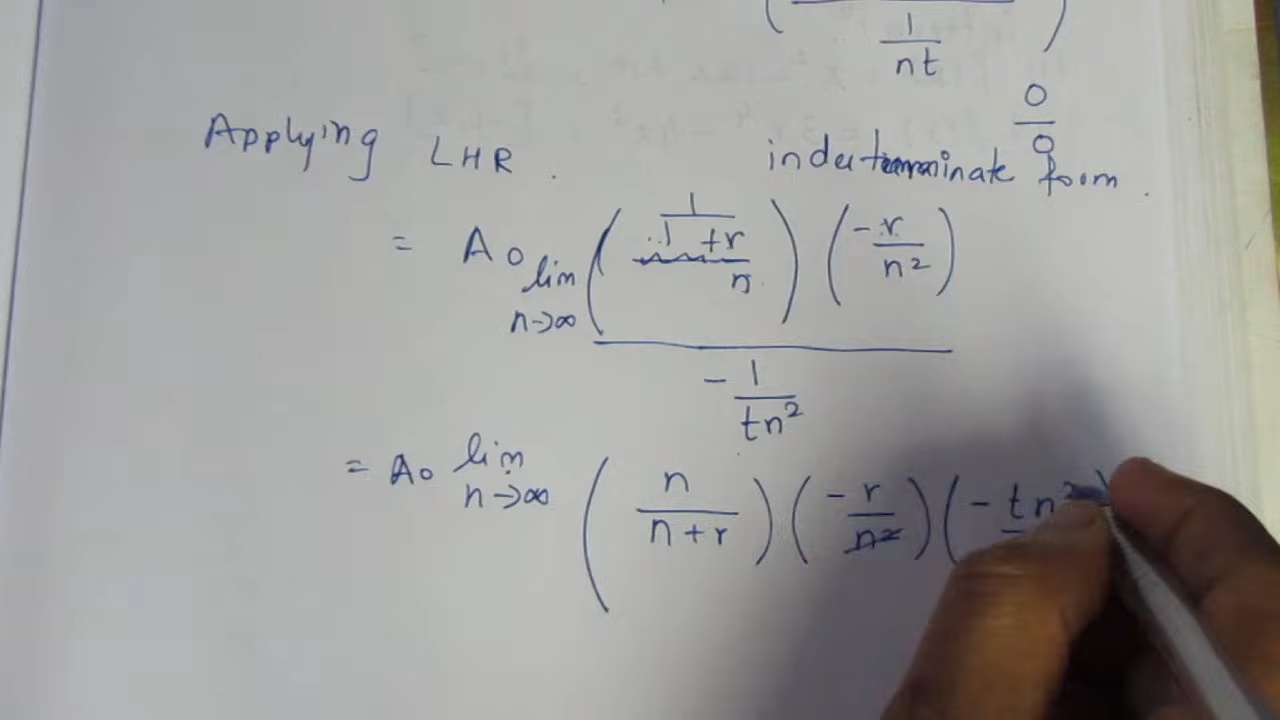 1
nt
0
0
Applying LHR. indeterminate form.
1
= A0 lim ( 1 + r ) ( -r )
n→∞ n n2
- 1
tn2
= A0 lim ( n ) ( - r ) ( - tn2 )
n→∞ n + r n2